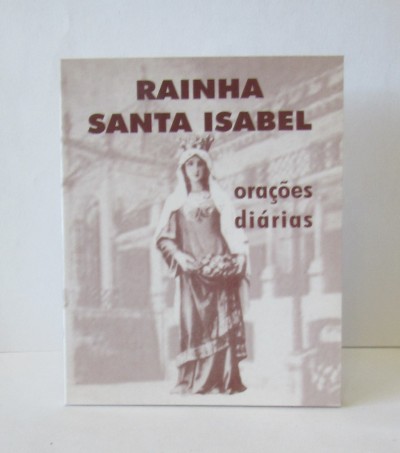 RAINHA
SANTA ISABEL
orações
diárias